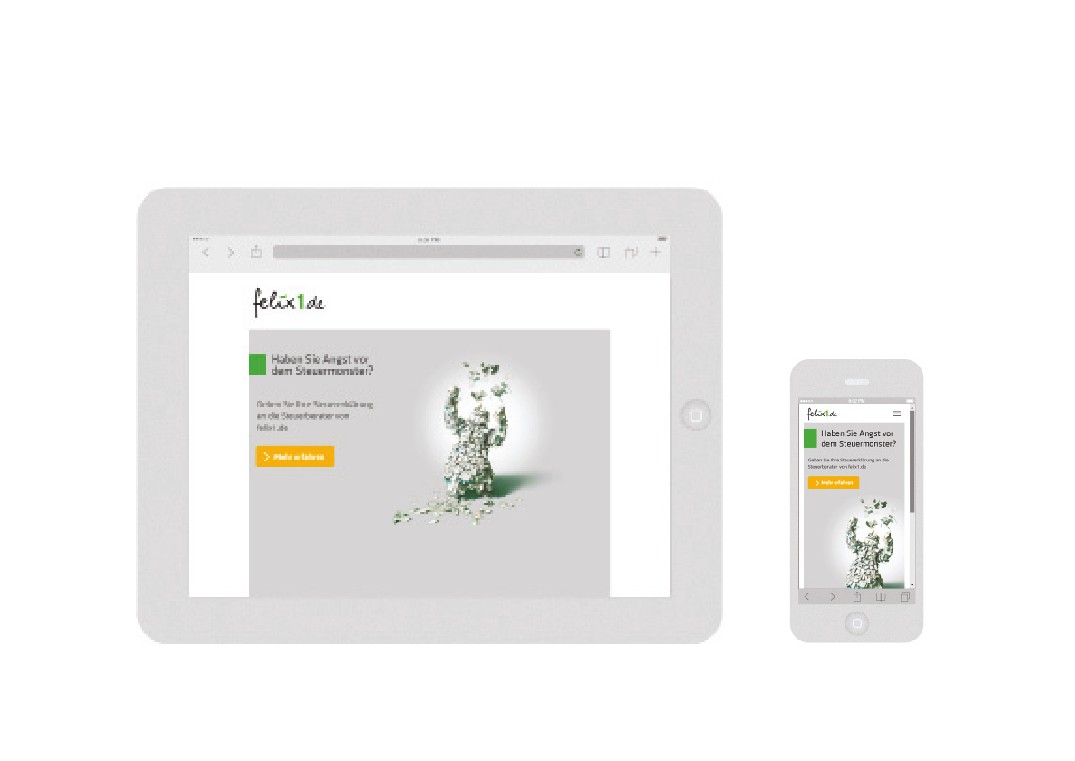 felix1.de
Haben Sie Angst vor
dem Steuermonster?
Geben Sie Ihre Steuererklärung
an die Steuerberater von
felix1.de
Mehr erfahren
felix1.de
Haben Sie Angst vor
dem Steuermonster?
Geben Sie Ihre Steuererklärung an die
Steuerberater von felix1.de
Mehr erfahren